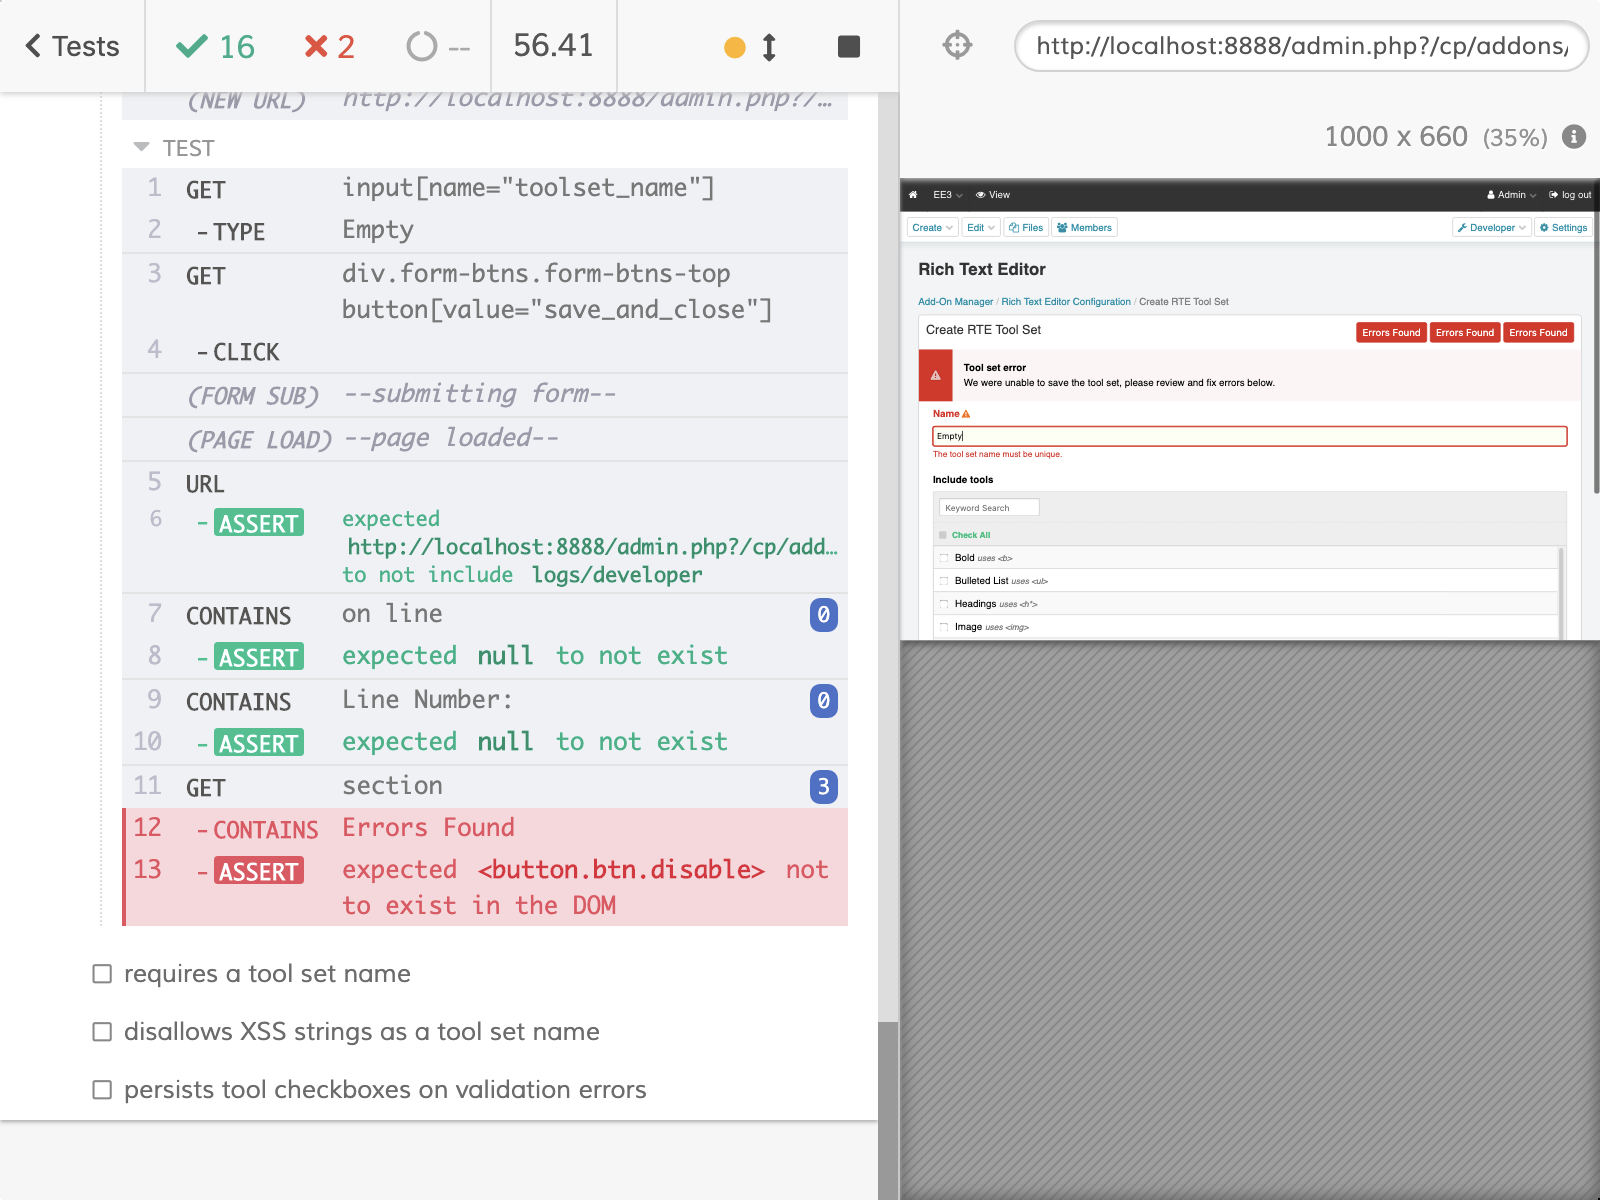 Tests
16
2
--
56.41
http://localhost:8888/admin.php?/cp/addons/
(NEW URL) http://localhost:8888/admin.php?/…
TEST
1 GET input[name="toolset_name"]
2 -TYPE Empty
3 GET div.form-btns.form-btns-top
button[value="save_and_close"]
4 -CLICK
(FORM SUB) --submitting form--
(PAGE LOAD) --page loaded--
5 URL
6 -ASSERT expected
http://localhost:8888/admin.php?/cp/add…
to not include logs/developer
7 CONTAINS on line 0
8 -ASSERT expected null to not exist
9 CONTAINS Line Number: 0
10 -ASSERT expected null to not exist
11 GET section 3
12 -CONTAINS Errors Found
13 -ASSERT expected <button.btn.disable> not
to exist in the DOM
requires a tool set name
disallows XSS strings as a tool set name
persists tool checkboxes on validation errors
1000 x 660 (35%)
EE3 View Admin log out
Create Edit Files Members Developer Settings
Rich Text Editor
Add-On Manager / Rich Text Editor Configuration / Create RTE Tool Set
Create RTE Tool Set Errors Found Errors Found Errors Found
Tool set error
We were unable to save the tool set, please review and fix errors below.
Name
Empty
The tool set name must be unique.
Include tools
Keyword Search
Check All
Bold uses <b>
Bulleted List uses <ul>
Headings uses <h*>
Image uses <img>